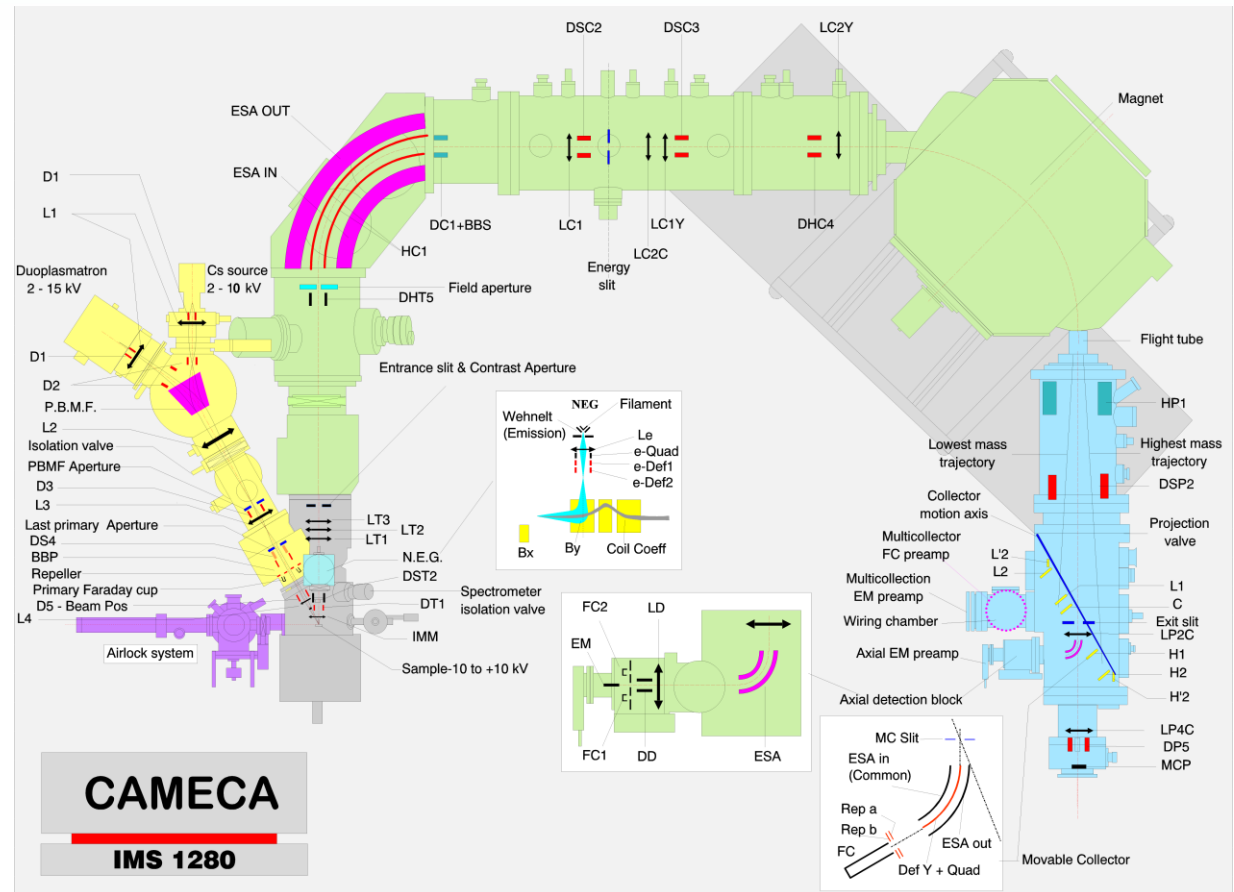 DSC2
DSC3
LC2Y
Magnet
ESA OUT
ESA IN
D1
L1
DC1+BBS
LC1
LC1Y
DHC4
HC1
LC2C
Energy
slit
Duoplasmatron
2 - 15 kV
Cs source
2 - 10 kV
Field aperture
DHT5
Flight tube
D1
D2
P.B.M.F.
L2
Isolation valve
PBMF Aperture
D3
L3
Last primary Aperture
DS4
BBP
Repeller
Primary Faraday cup
D5 - Beam Pos
L4
Airlock system
Entrance slit & Contrast Aperture
LT3
LT2
LT1
N.E.G.
DST2
Spectrometer
isolation valve
DT1
IMM
Sample-10 to +10 kV
NEG
Wehnelt
(Emission)
Filament
Le
e-Quad
e-Def1
e-Def2
Bx
By
Coil Coeff
HP1
Lowest mass
trajectory
Highest mass
trajectory
DSP2
Collector
motion axis
Projection
valve
Multicollector
FC preamp
L'2
L2
Multicollection
EM preamp
L1
C
Wiring chamber
Exit slit
LP2C
Axial EM preamp
H1
H2
H'2
Axial detection block
LP4C
DP5
MCP
FC2
LD
EM
FC1
DD
ESA
MC Slit
ESA in
(Common)
Rep a
Rep b
FC
ESA out
Def Y + Quad
Movable Collector
CAMECA
IMS 1280